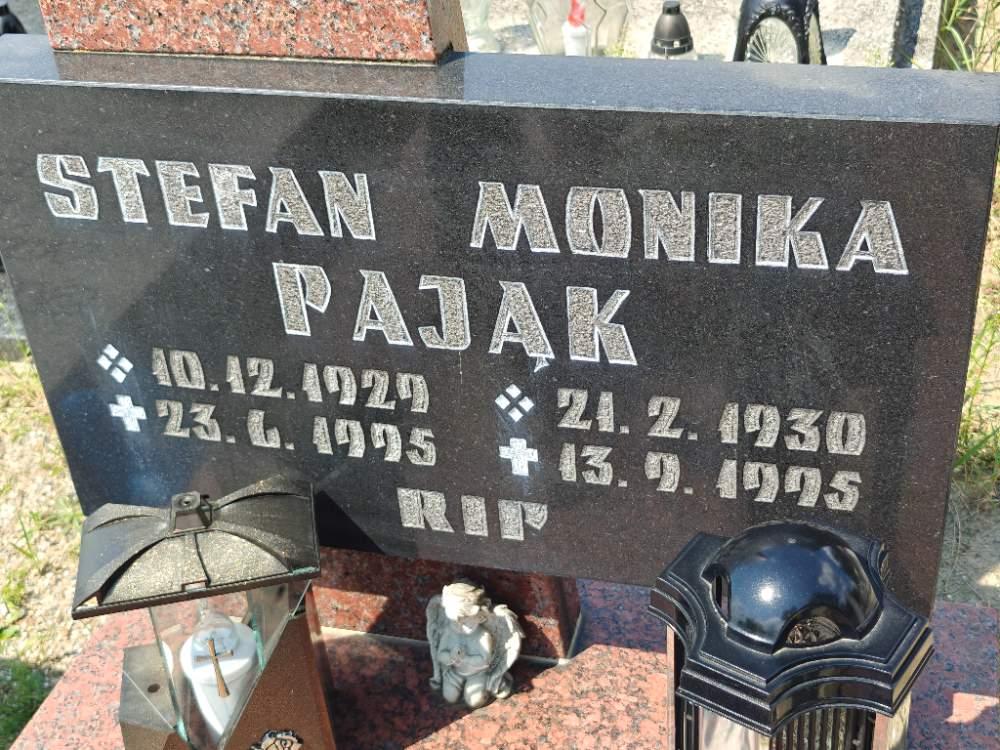 STEFAN MONIKA
PAJĄK
10.12.1929 21.2.1930
23.6.1995 13.9.1995
RIP